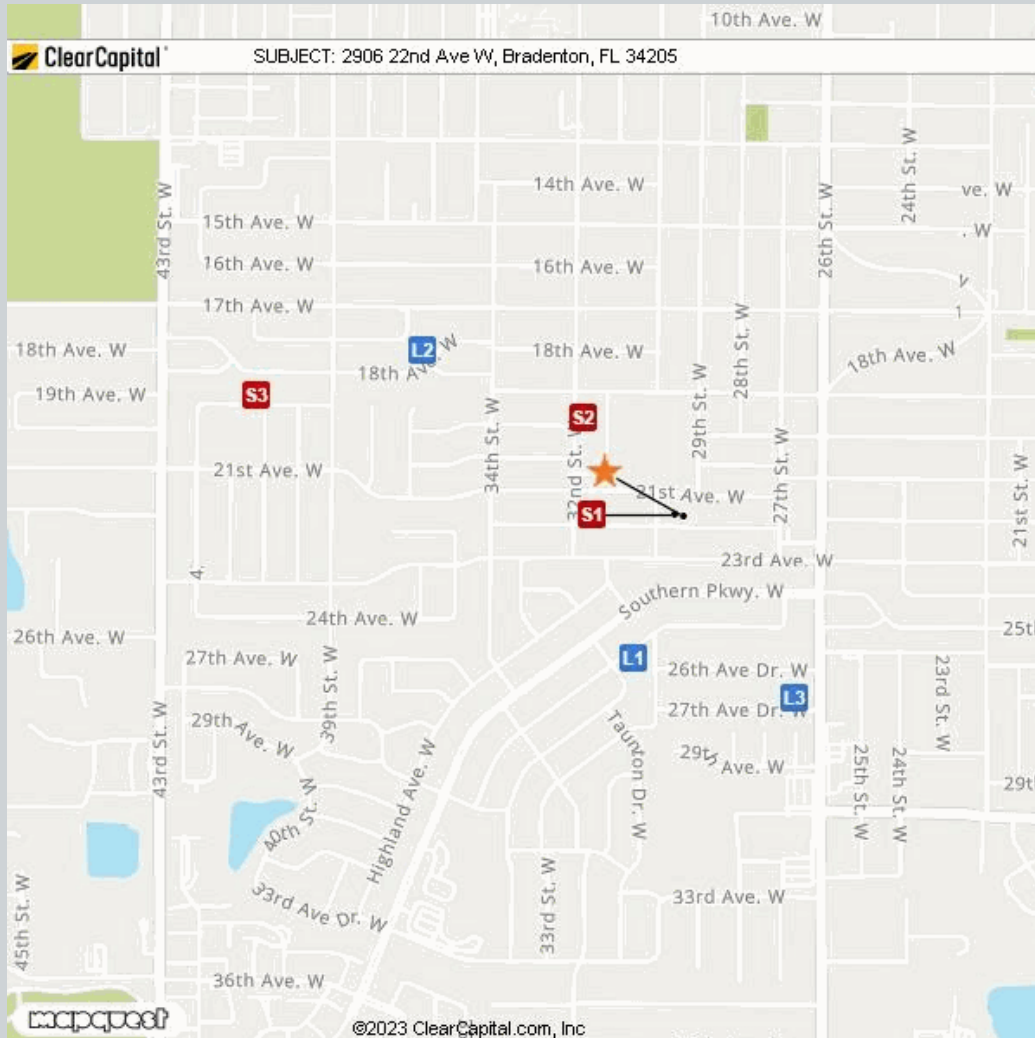 10th Ave. W
ClearCapital
SUBJECT: 2906 22nd Ave W, Bradenton, FL 34205
14th Ave. W
24th St. W
ve. W
43rd St. W
26th St. W
15th Ave. W
. W
16th Ave. W
16th Ave. W
17th Ave. W
28th St. W
18th Ave. W
L2
18th Ave. W
18th Ave. W
18th Ave. W
19th Ave. W
S3
29th St. W
S2
34th St. W
32nd St. W
27th St. W
21st Ave. W
21st Ave. W
21st St. W
S1
23rd Ave. W
4.
Southern Pkwy. W
24th Ave. W
26th Ave. W
25t
27th Ave. W
L1
26th Ave Dr. W
23rd St. W
39th St. W
L3
27th Ave Dr. W
29th Ave. W
43rd St. W
Taunton Dr. W
Ave. W
25th St. W
24th St. W
29t
40th St. W
Highland Ave. W
33rd Ave Dr. W
33rd St. W
33rd Ave. W
45th St. W
36th Ave. W
mapquest
©2023 ClearCapital.com, Inc